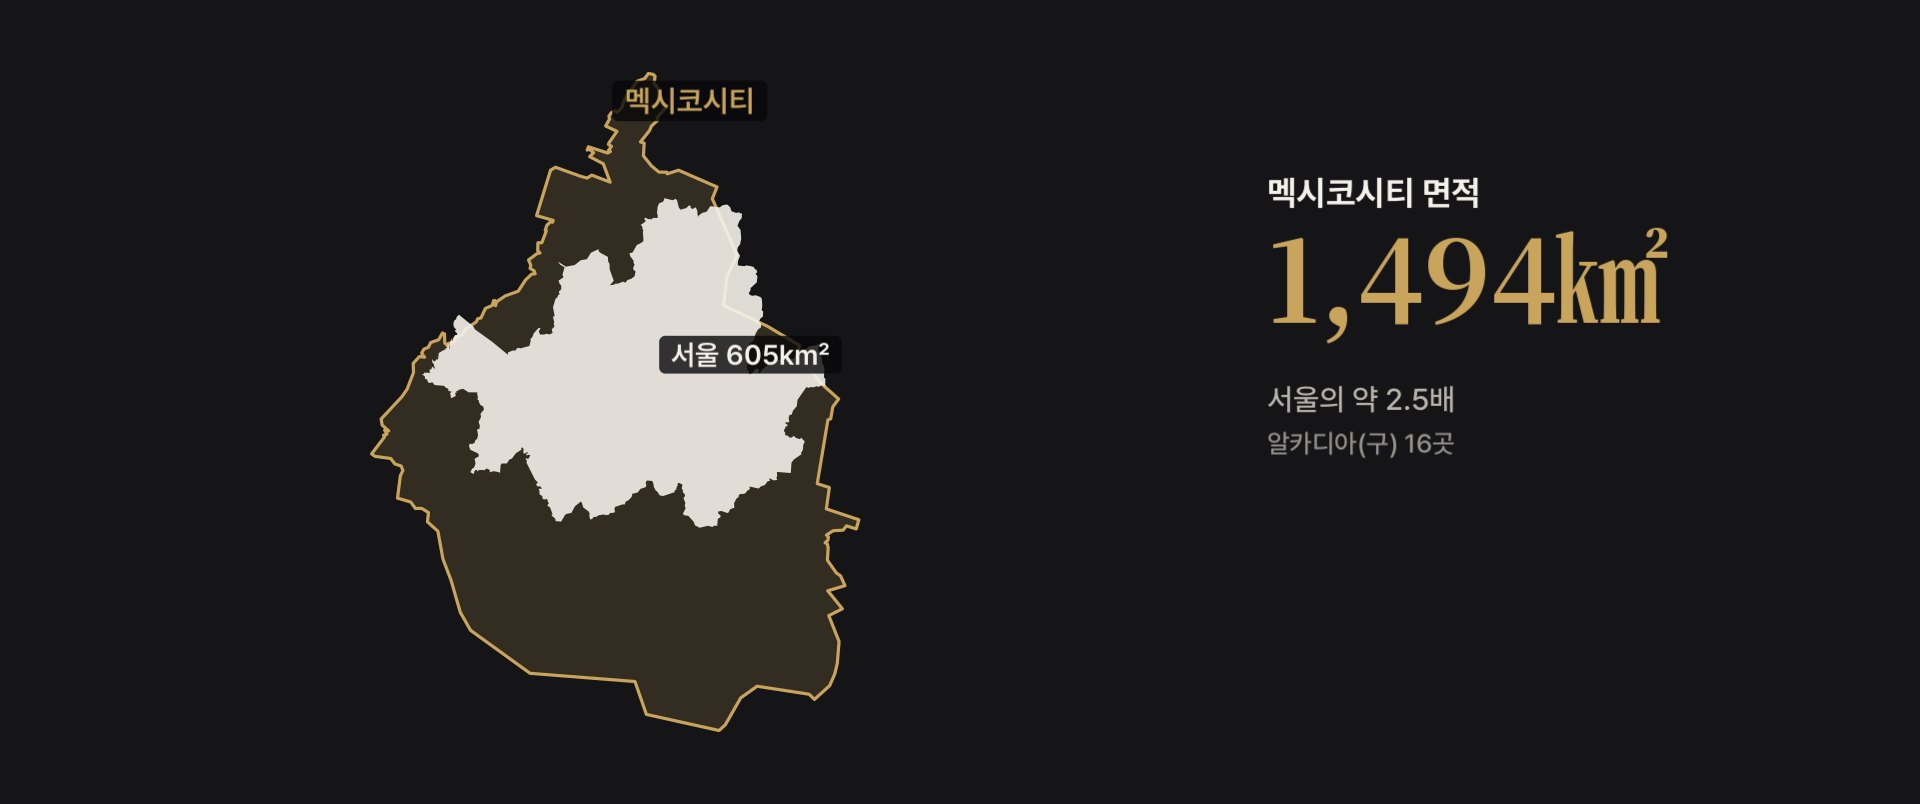 멕시코시티
서울 605km²
멕시코시티 면적
1,494㎢
서울의 약 2.5배
알카디아(구) 16곳